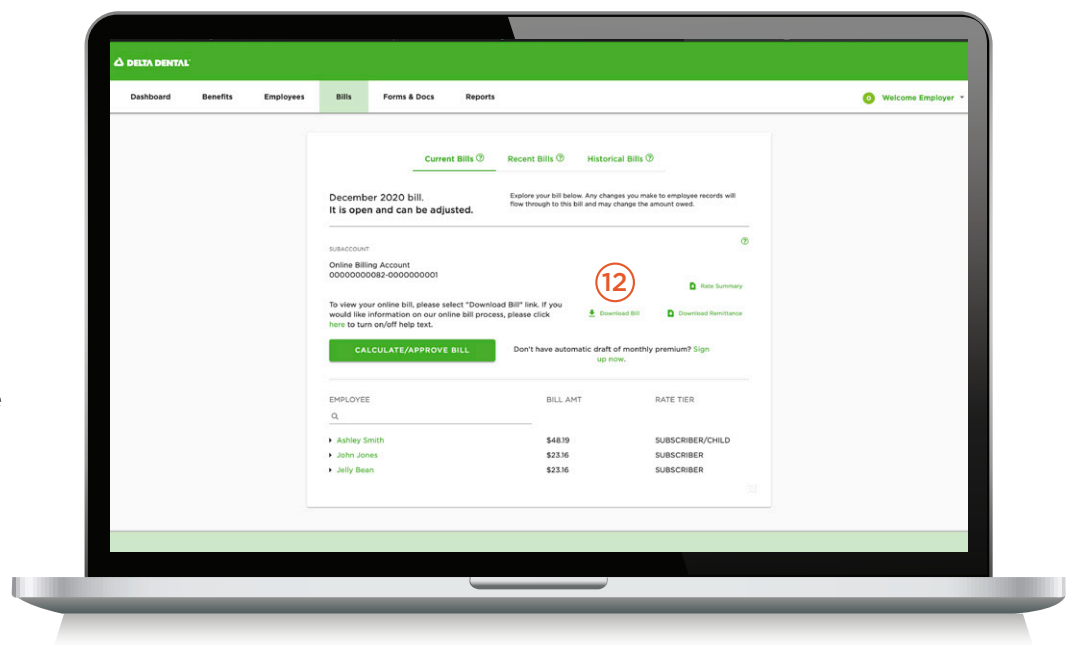 DELTA DENTAL
Dashboard Benefits Employees Bills Forms & Docs Reports Welcome Employer
Current Bills Recent Bills Historical Bills
December 2020 bill.
It is open and can be adjusted.
Explore your bill below. Any changes you make to employee records will
flow through to this bill and may change the amount owed.
SUBACCOUNT
Online Billing Account
00000000082-0000000001
12
Rate Summary
To view your online bill, please select "Download Bill" link. If you
would like information on our online bill process, please click
here to turn on/off help text.
Download Bill Download Remittance
CALCULATE/APPROVE BILL
Don't have automatic draft of monthly premium? Sign
up now.
EMPLOYEE BILL AMT RATE TIER
Ashley Smith $48.19 SUBSCRIBER/CHILD
John Jones $23.16 SUBSCRIBER
Jelly Bean $23.16 SUBSCRIBER